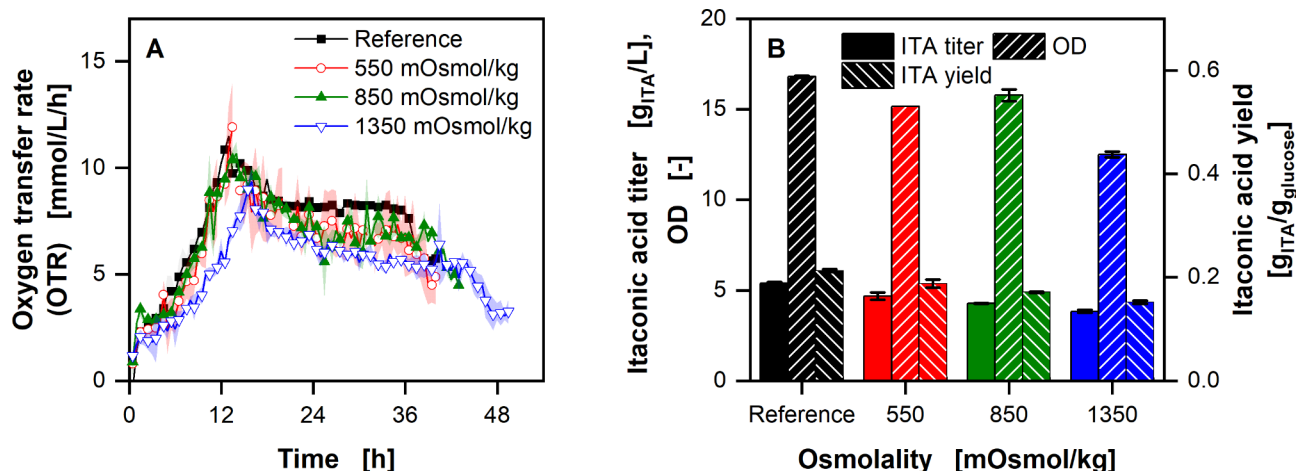 A
Reference
550 mOsmol/kg
850 mOsmol/kg
1350 mOsmol/kg
Oxygen transfer rate
(OTR) [mmol/L/h]
15
10
5
0
0 12 24 36 48
Time [h]
B
ITA titer OD
ITA yield
Itaconic acid titer [g_ITA/L],
OD [-]
20
15
10
5
0
Reference 550 850 1350
Osmolality [mOsmol/kg]
0.6
0.4
0.2
0.0
Itaconic acid yield
[g_ITA/g_glucose]